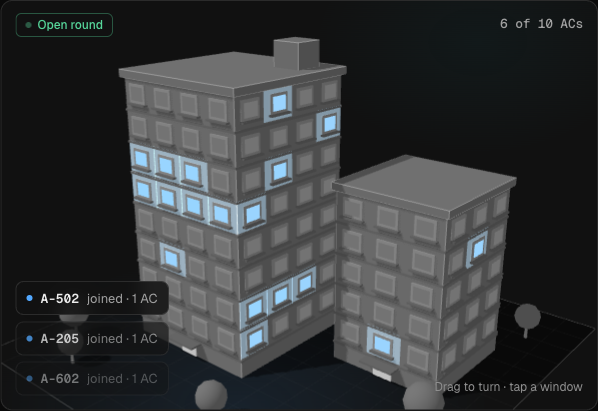 Open round
6 of 10 ACs
A-502 joined · 1 AC
A-205 joined · 1 AC
A-602 joined · 1 AC
Drag to turn · tap a window